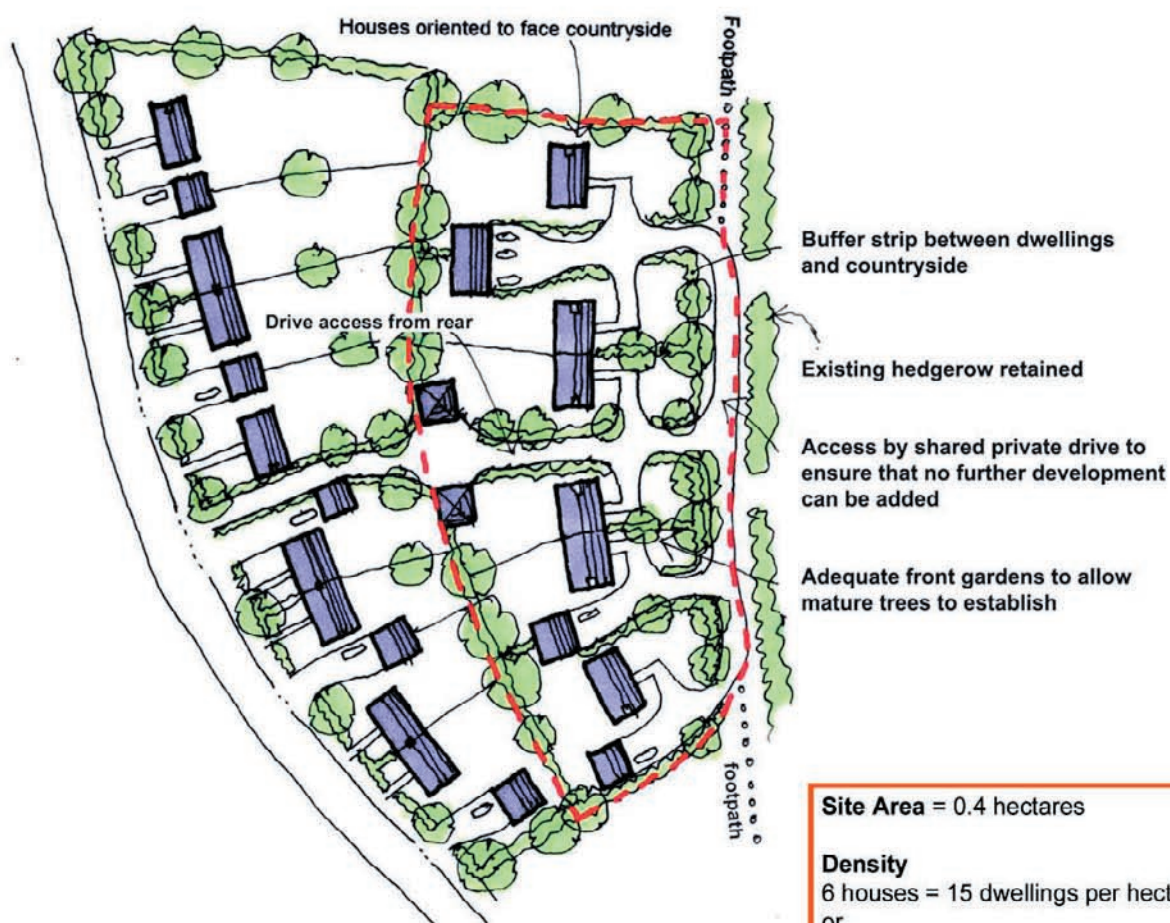 Houses oriented to face countryside
Footpath
Buffer strip between dwellings
and countryside
Drive access from rear
Existing hedgerow retained
Access by shared private drive to
ensure that no further development
can be added
Adequate front gardens to allow
mature trees to establish
footpath
Site Area = 0.4 hectares
Density
6 houses = 15 dwellings per hect
or